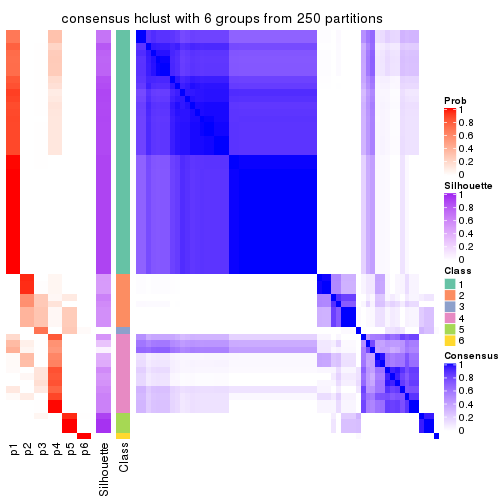 consensus hclust with 6 groups from 250 partitions
Prob
1
0.8
0.6
0.4
0.2
0
Silhouette
1
0.8
0.6
0.4
0.2
0
Class
1
2
3
4
5
6
Consensus
1
0.8
0.6
0.4
0.2
0
p1
p2
p3
p4
p5
p6
Silhouette
Class